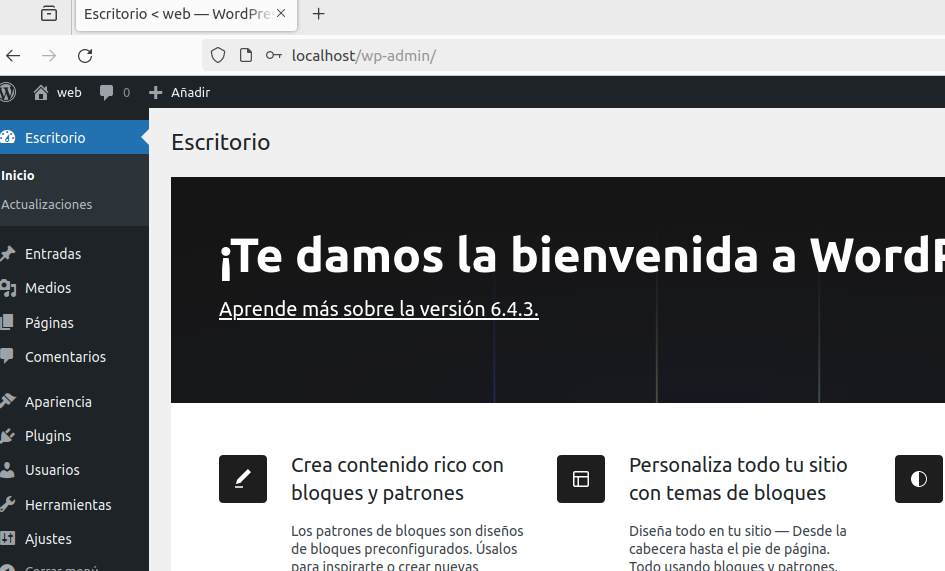 Escritorio < web — WordPre
localhost/wp-admin/
web 0 Añadir
Escritorio
Inicio
Actualizaciones
Entradas
Medios
Páginas
Comentarios
Apariencia
Plugins
Usuarios
Herramientas
Ajustes
Cerrar menú
Escritorio
¡Te damos la bienvenida a WordP
Aprende más sobre la versión 6.4.3.
Crea contenido rico con
bloques y patrones
Los patrones de bloques son diseños
de bloques preconfigurados. Úsalos
para inspirarte o crear nuevas
Personaliza todo tu sitio
con temas de bloques
Diseña todo en tu sitio — Desde la
cabecera hasta el pie de página.
Todo usando bloques y patrones.